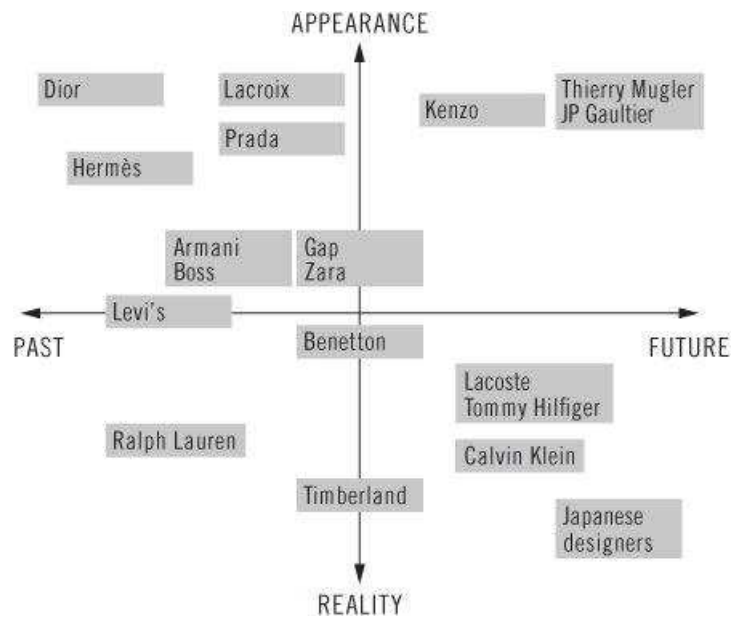 APPEARANCE
Dior
Lacroix
Thierry Mugler
JP Gaultier
Kenzo
Prada
Hermès
Armani
Boss
Gap
Zara
Levi's
PAST
FUTURE
Benetton
Lacoste
Tommy Hilfiger
Ralph Lauren
Calvin Klein
Timberland
Japanese
designers
REALITY